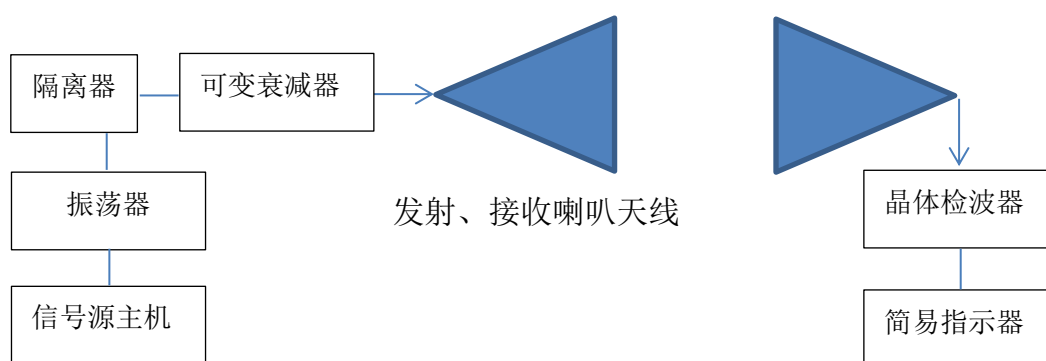 隔离器
可变衰减器
振荡器
发射、接收喇叭天线
晶体检波器
信号源主机
简易指示器